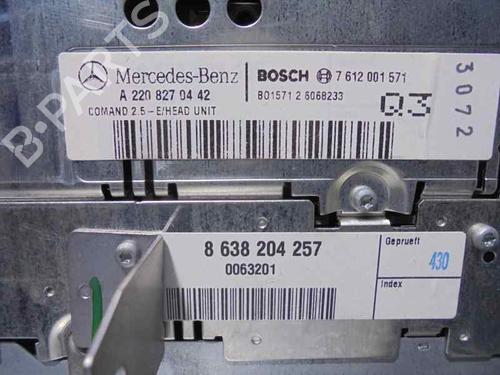 Mercedes-Benz BOSCH 7 612 001 571
A 220 827 04 42 BO1571 2 6068233
COMAND 2.5 - E/HEAD UNIT Q3
3072
8 638 204 257
0063201
Geprueft
430
Index
B-PARTS